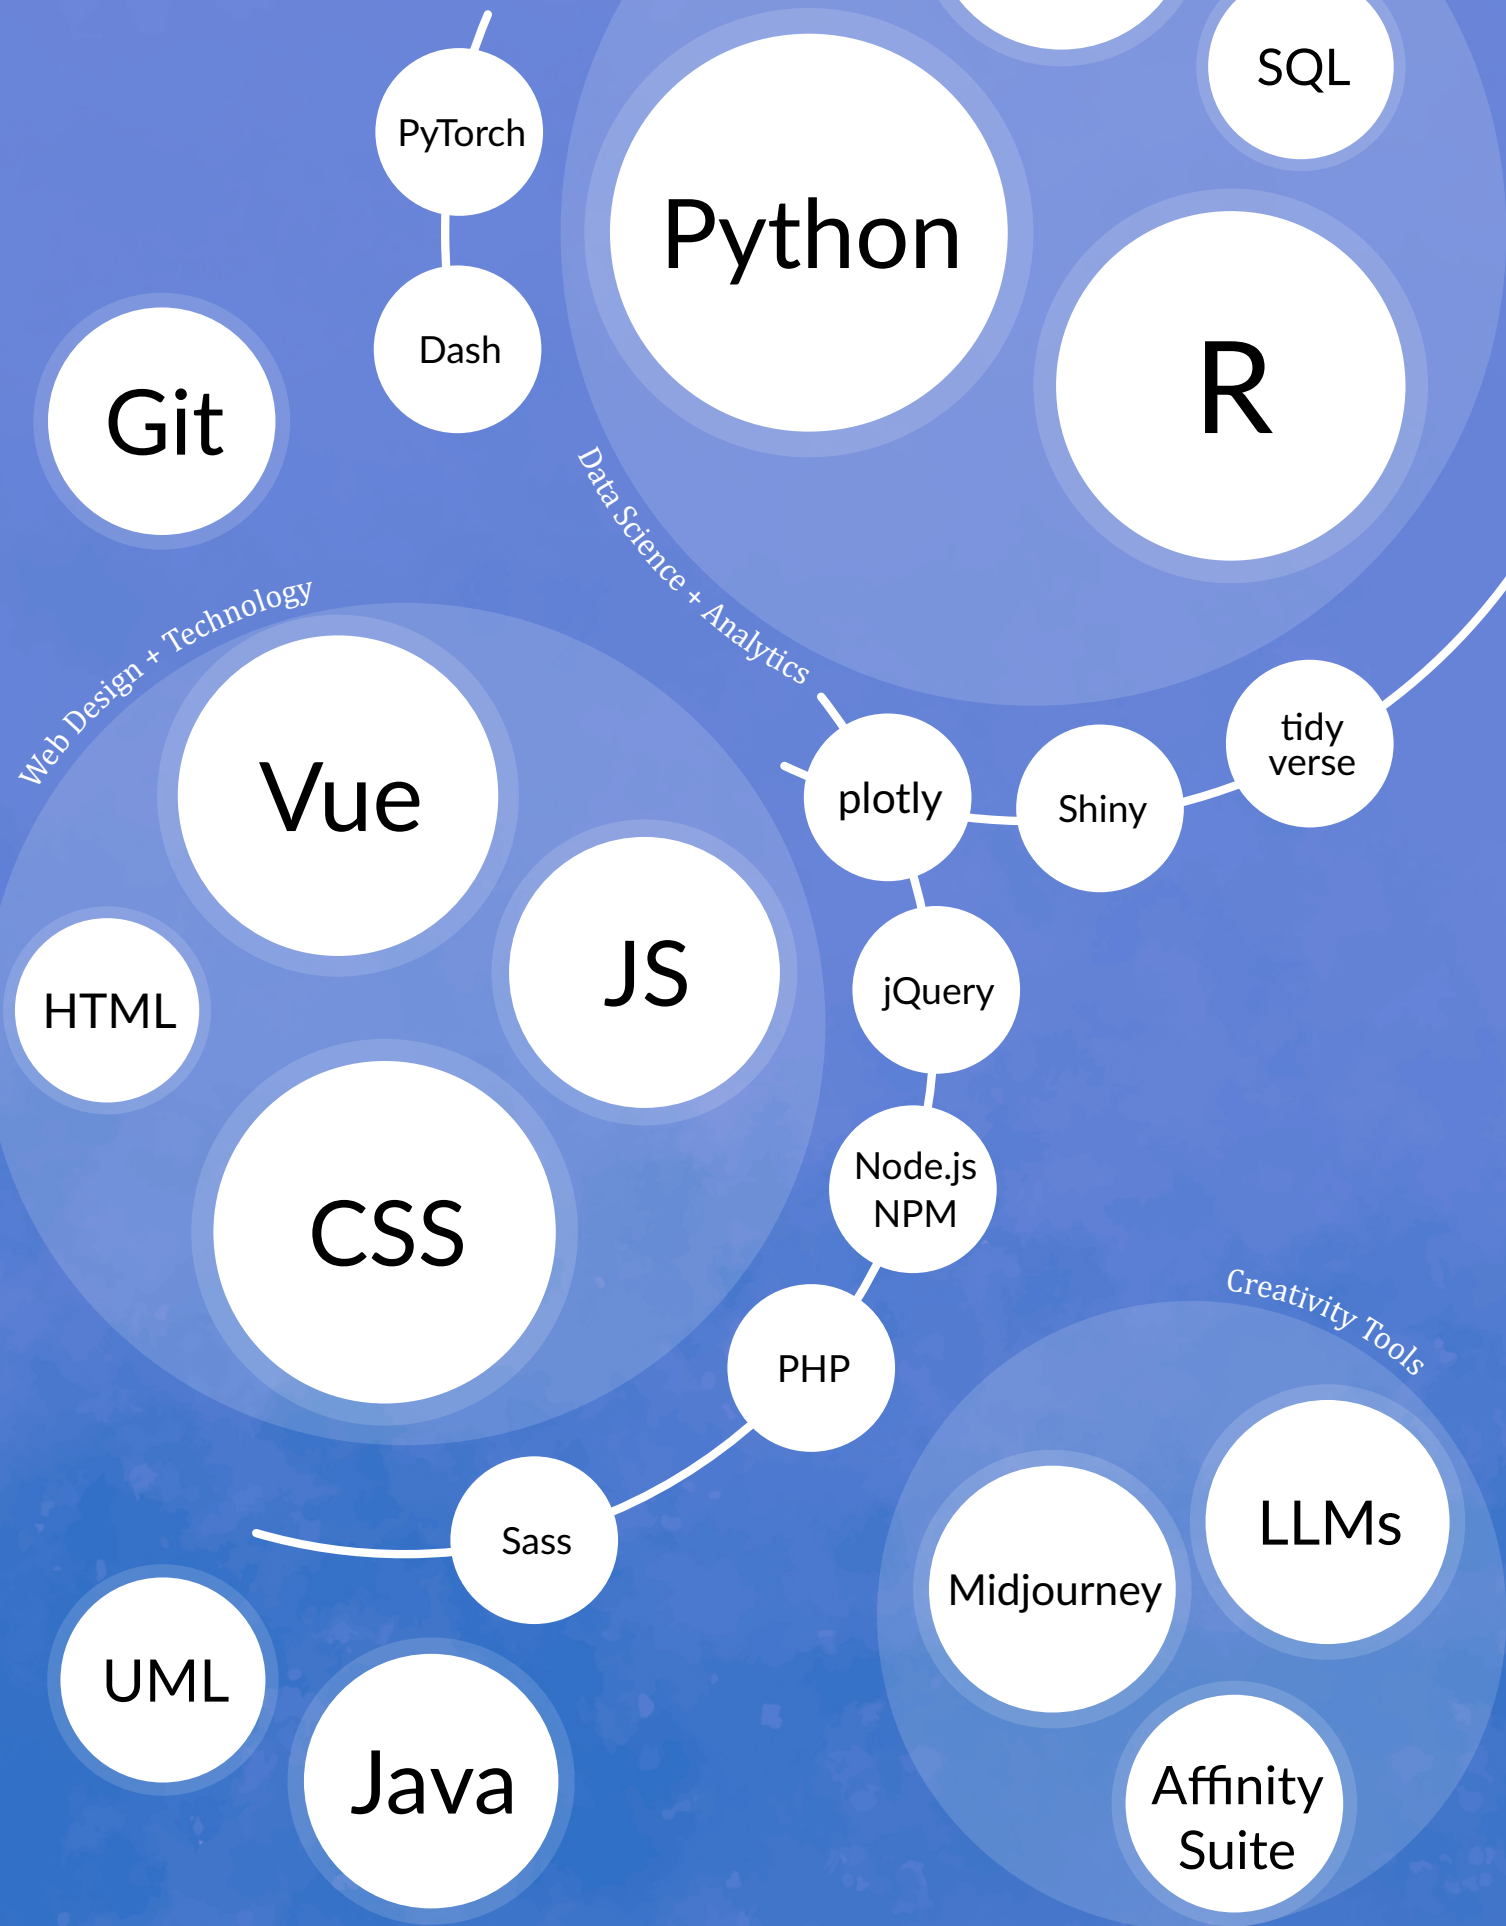 SQL
PyTorch
Python
Dash
R
Git
Data Science + Analytics
Web Design + Technology
Vue
plotly
Shiny
tidy
verse
JS
HTML
jQuery
CSS
Node.js
NPM
PHP
Creativity Tools
Sass
LLMs
Midjourney
UML
Java
Affinity
Suite